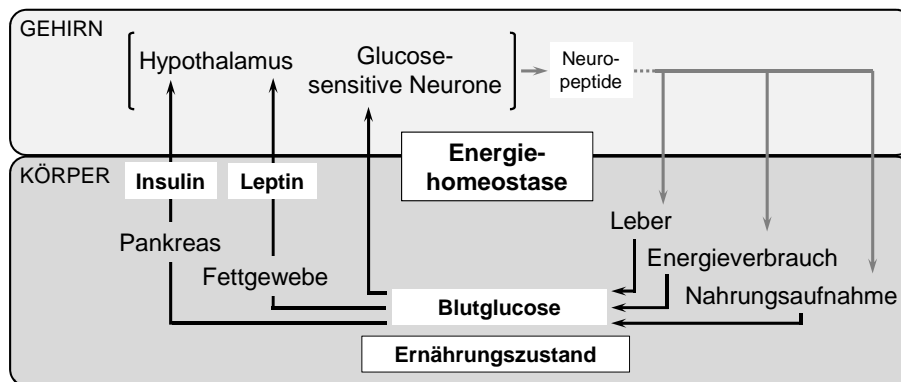 GEHIRN
Hypothalamus
Glucose-
sensitive Neurone
Neuro-
peptide
Energie-
homeostase
KÖRPER
Insulin
Leptin
Pankreas
Fettgewebe
Leber
Energieverbrauch
Nahrungsaufnahme
Blutglucose
Ernährungszustand